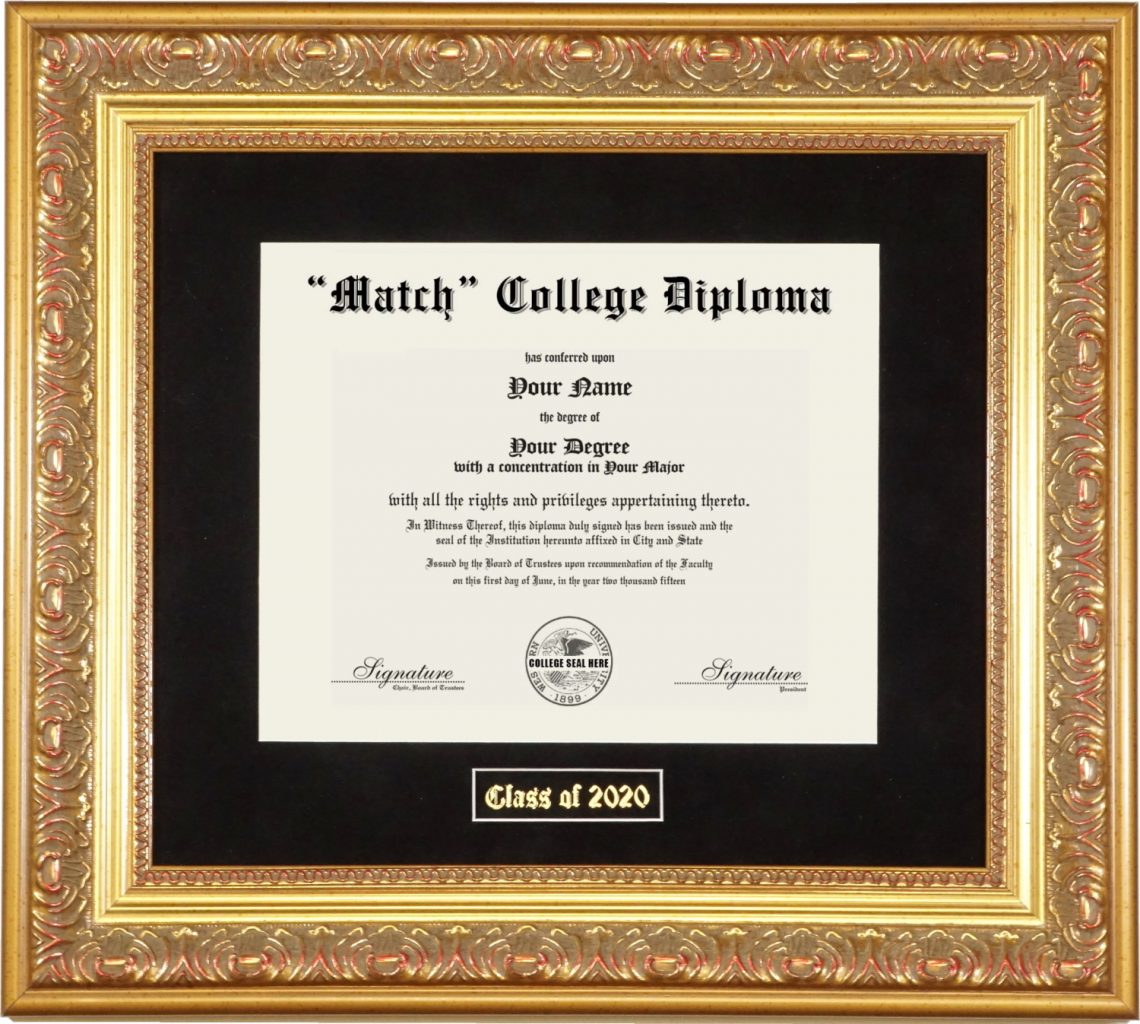 “Match” College Diploma
has conferred upon
Your Name
the degree of
Your Degree
with a concentration in Your Major
with all the rights and privileges appertaining thereto.
In Witness Thereof, this diploma duly signed has been issued and the
seal of the Institution hereunto affixed in City and State
Issued by the Board of Trustees upon recommendation of the Faculty
on this first day of June, in the year two thousand fifteen
WESTERN UNIVERSITY
COLLEGE SEAL HERE
· 1899 ·
Signature
Chair, Board of Trustees
Signature
President
Class of 2020